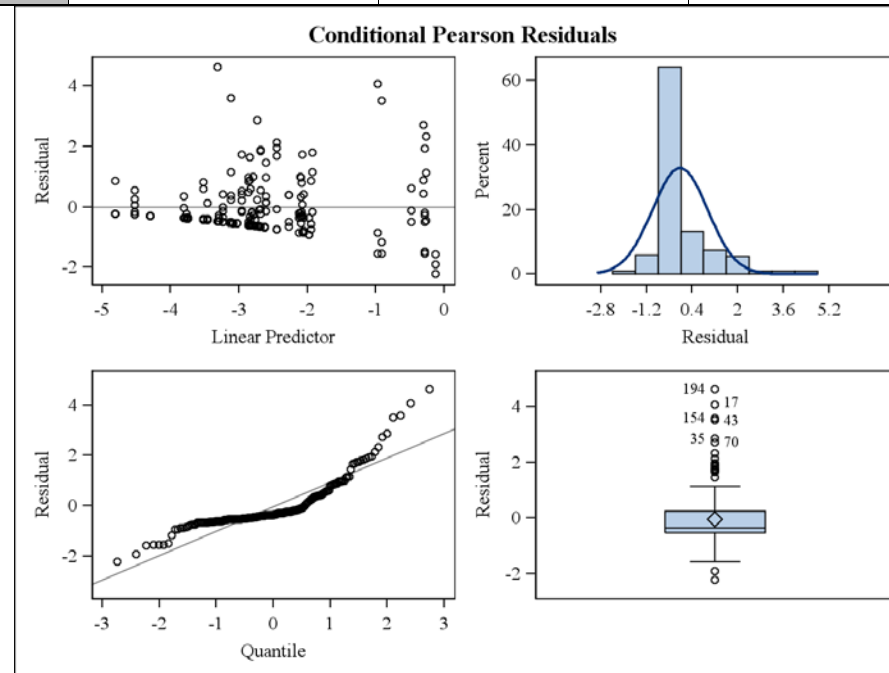 Conditional Pearson Residuals
Residual
4
2
0
-2
-5 -4 -3 -2 -1 0
Linear Predictor
Percent
60
40
20
0
-2.8 -1.2 0.4 2 3.6 5.2
Residual
Residual
4
2
0
-2
-3 -2 -1 0 1 2 3
Quantile
Residual
4
2
0
-2
194
17
154 43
35 70